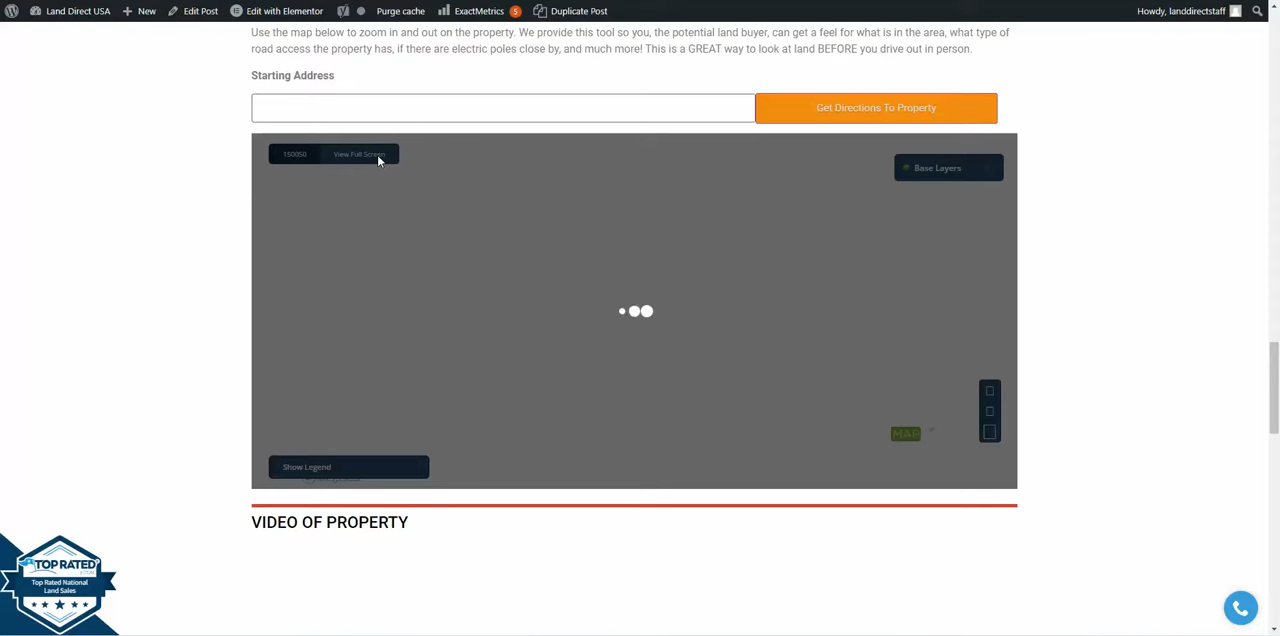 Land Direct USA New Edit Post Edit with Elementor Purge cache ExactMetrics 5 Duplicate Post Howdy, landdirectstaff
Use the map below to zoom in and out on the property. We provide this tool so you, the potential land buyer, can get a feel for what is in the area, what type of
road access the property has, if there are electric poles close by, and much more! This is a GREAT way to look at land BEFORE you drive out in person.
Starting Address
Get Directions To Property
150050 View Full Screen
Base Layers
MAP
Show Legend
VIDEO OF PROPERTY
TOP RATED
Top Rated National
Land Sales